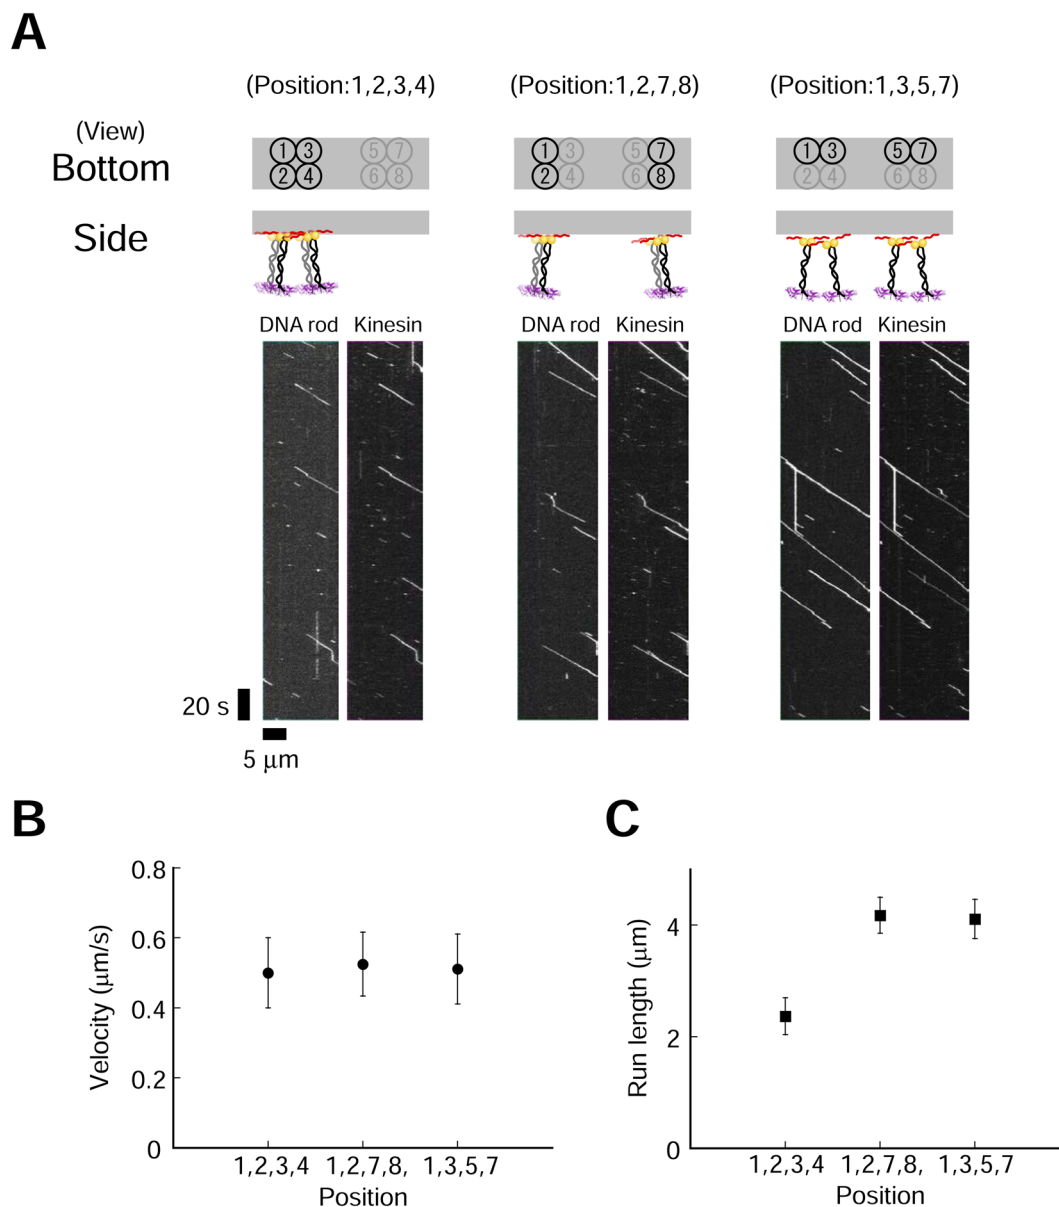 A
(Position:1,2,3,4) (Position:1,2,7,8) (Position:1,3,5,7)
(View)
Bottom
1 3 5 7 1 3 5 7 1 3 5 7
2 4 6 8 2 4 6 8 2 4 6 8
Side
DNA rod Kinesin DNA rod Kinesin DNA rod Kinesin
20 s
5 μm
B
0.8
0.6
0.4
0.2
0
Velocity (μm/s)
1,2,3,4 1,2,7,8, 1,3,5,7
Position
C
4
2
0
Run length (μm)
1,2,3,4 1,2,7,8, 1,3,5,7
Position